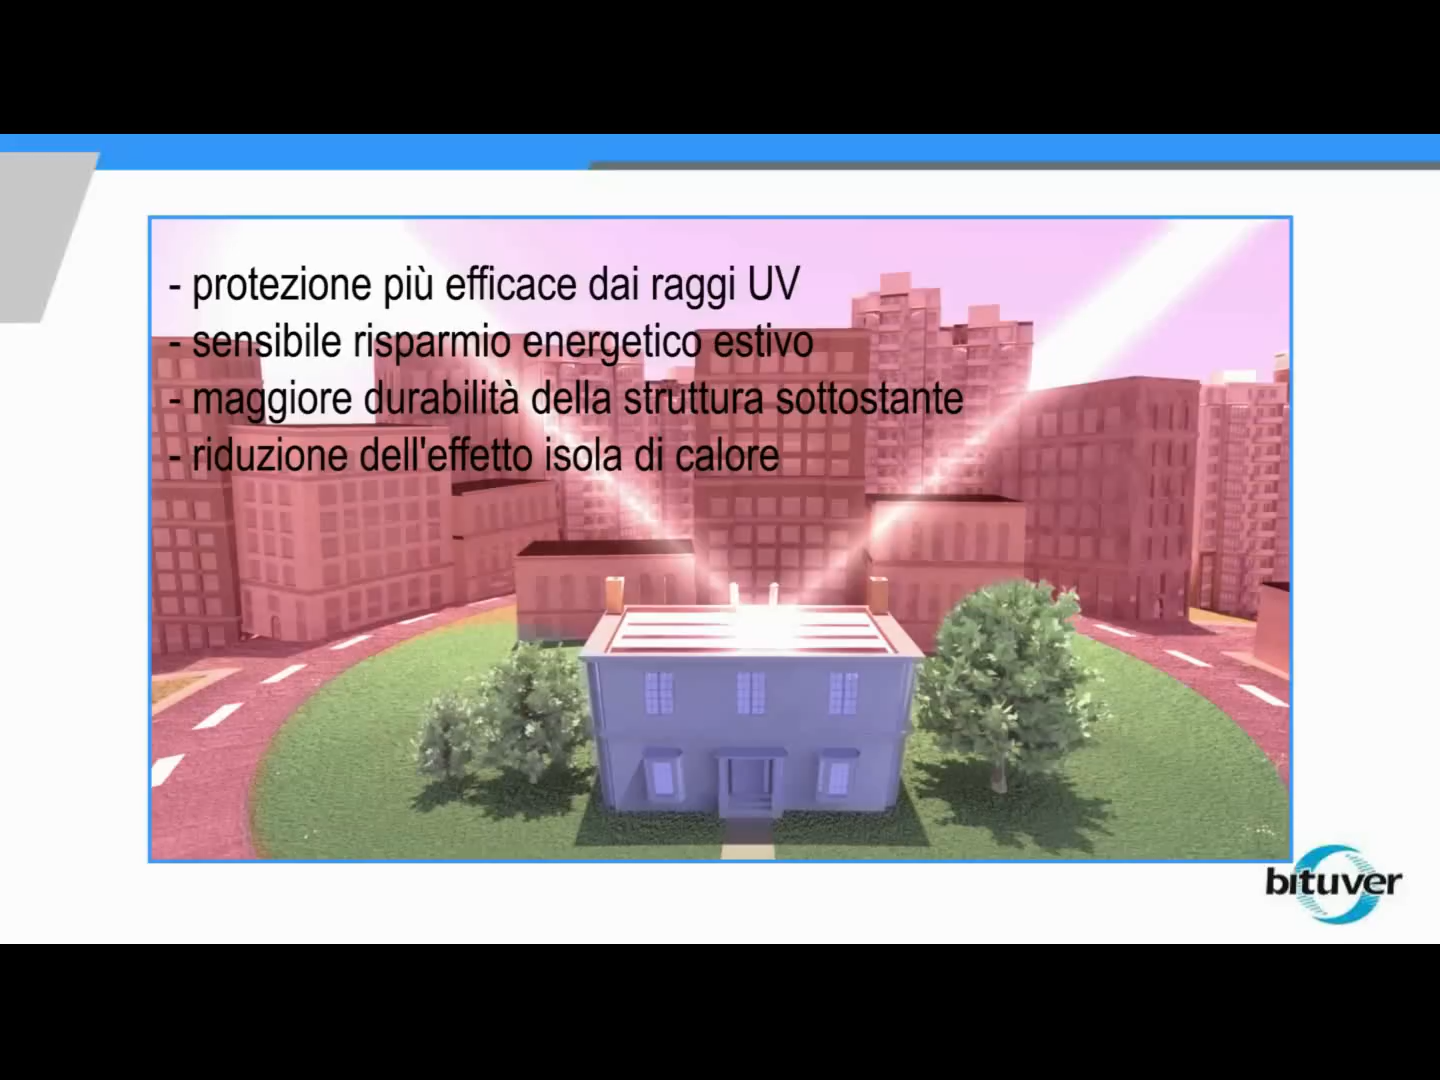 - protezione più efficace dai raggi UV
- sensibile risparmio energetico estivo
- maggiore durabilità della struttura sottostante
- riduzione dell'effetto isola di calore
bituver